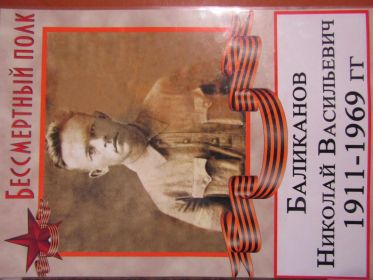 БЕССМЕРТНЫЙ ПОЛК
БАЛИКАНОВ
НИКОЛАЙ ВАСИЛЬЕВИЧ
1911-1969 ГГ